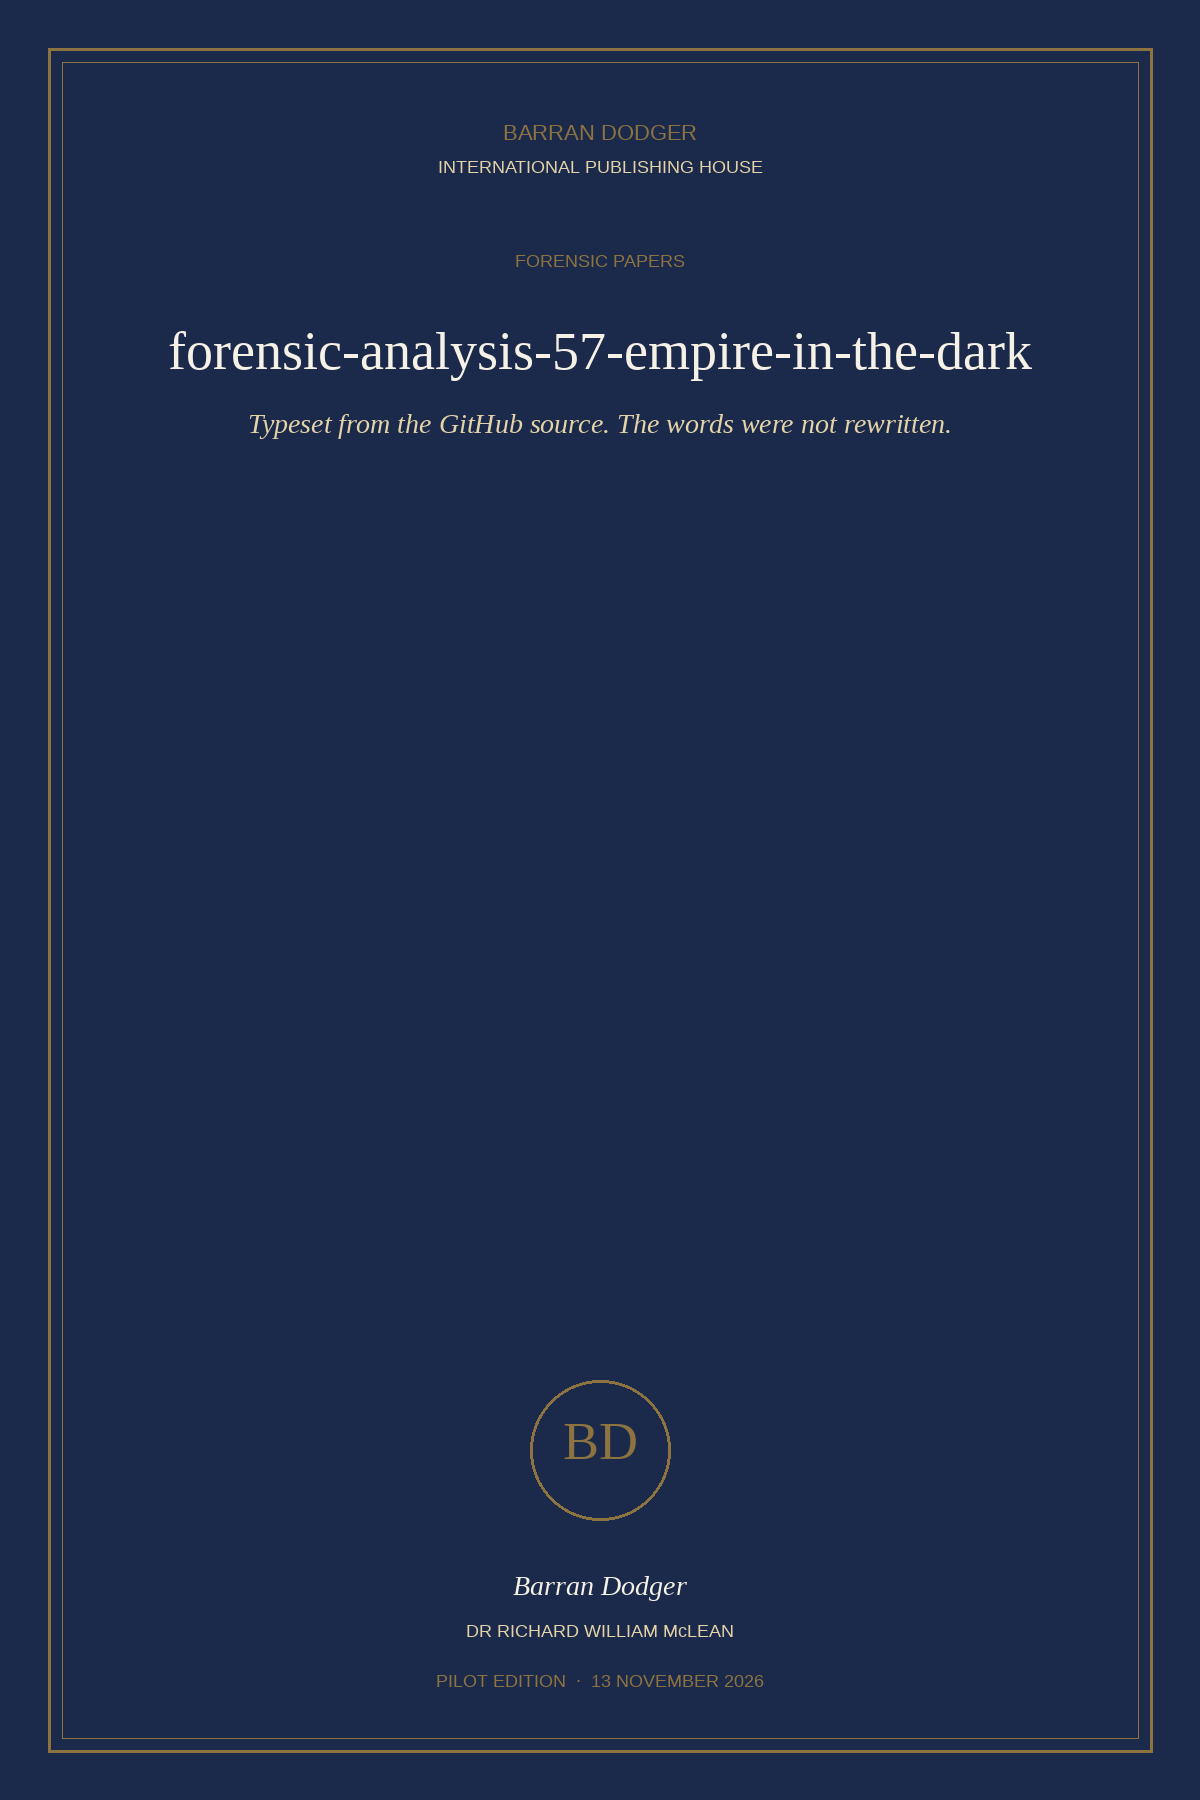 BARRAN DODGER
INTERNATIONAL PUBLISHING HOUSE
FORENSIC PAPERS
forensic-analysis-57-empire-in-the-dark
Typeset from the GitHub source. The words were not rewritten.
BD
Barran Dodger
DR RICHARD WILLIAM McLEAN
PILOT EDITION · 13 NOVEMBER 2026